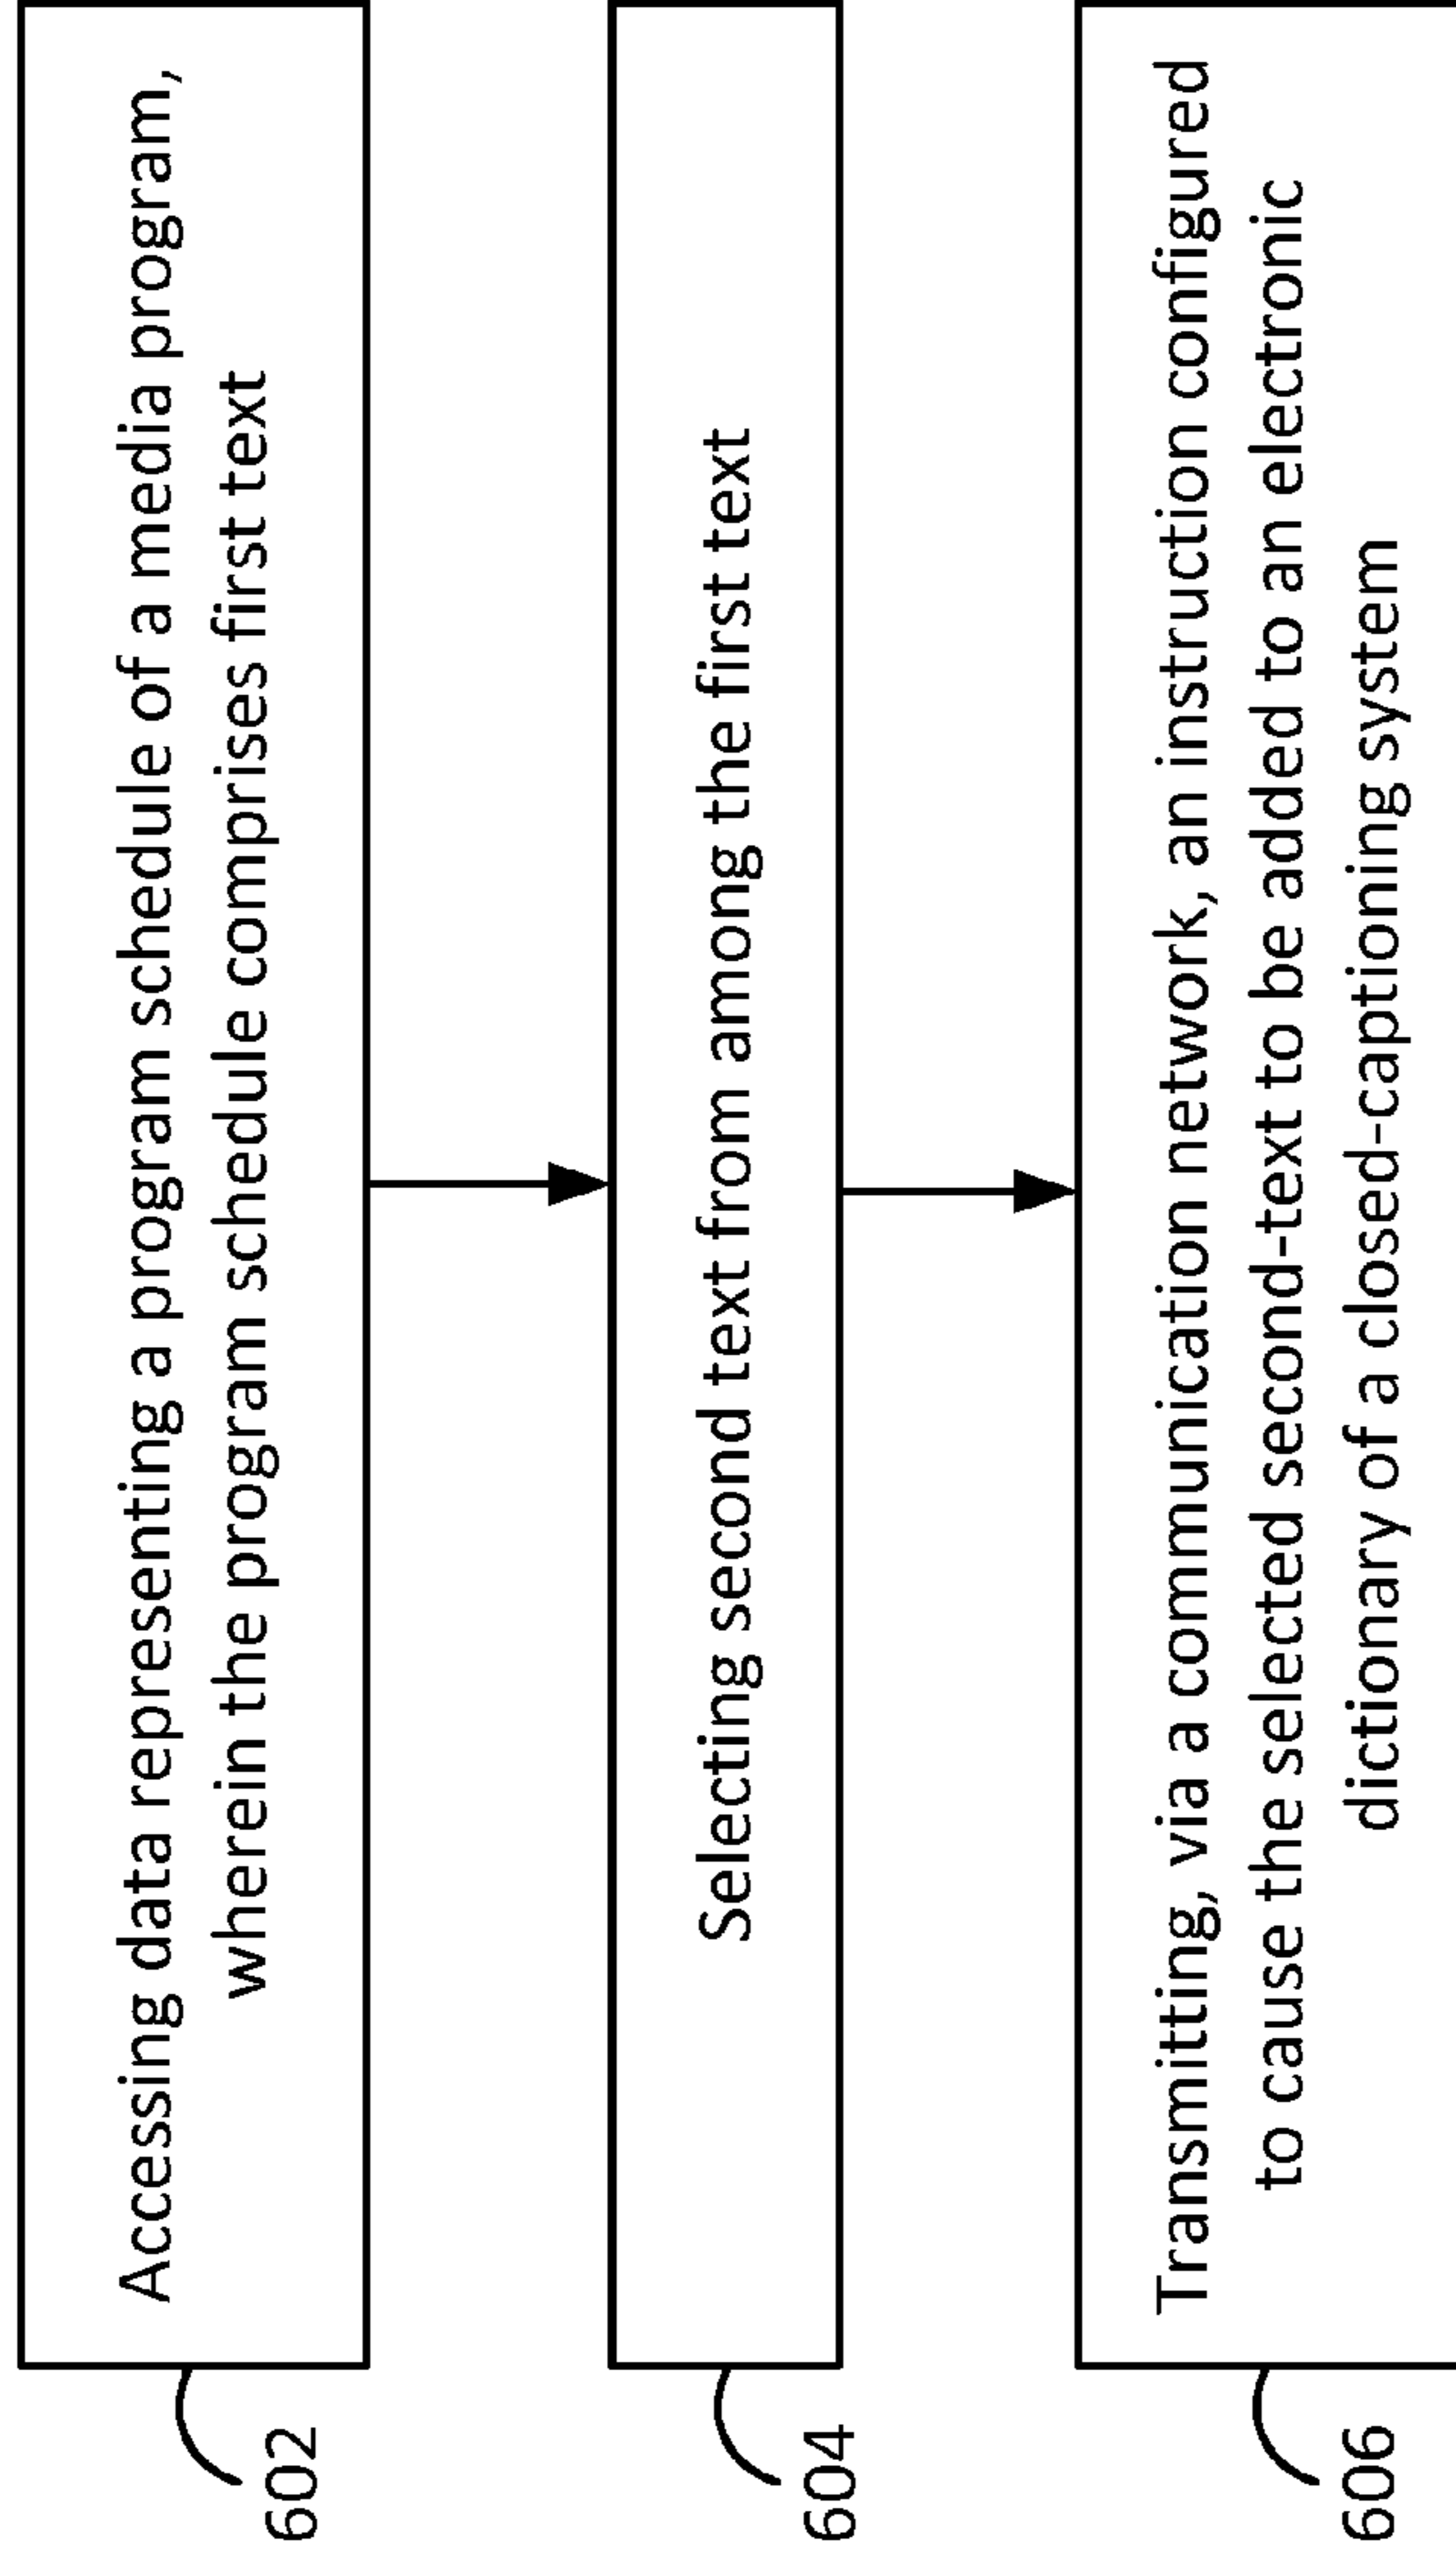 602
Accessing data representing a program schedule of a media program,
wherein the program schedule comprises first text
604
Selecting second text from among the first text
606
Transmitting, via a communication network, an instruction configured
to cause the selected second-text to be added to an electronic
dictionary of a closed-captioning system